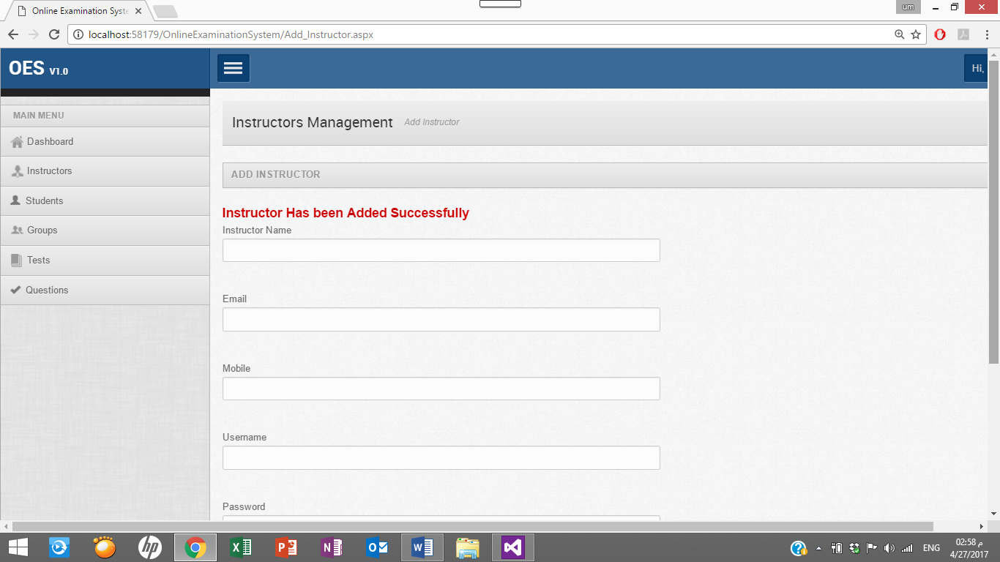 Online Examination Syste
um
localhost:58179/OnlineExaminationSystem/Add_Instructor.aspx
OES V1.0
Hi,
MAIN MENU
Dashboard
Instructors
Students
Groups
Tests
Questions
Instructors Management Add Instructor
ADD INSTRUCTOR
Instructor Has been Added Successfully
Instructor Name
Email
Mobile
Username
Password
ENG
02:58 م
4/27/2017